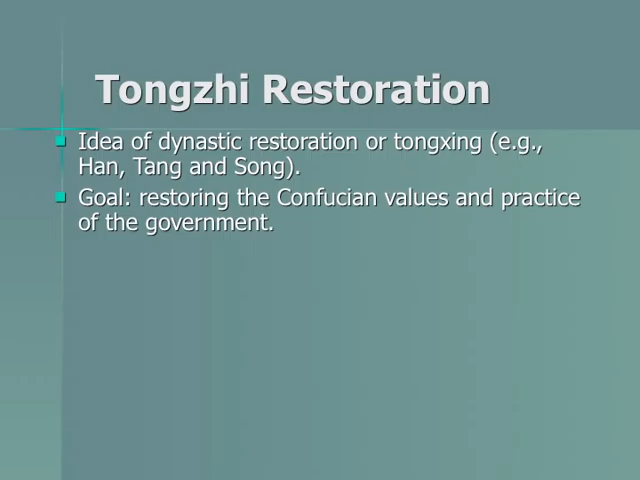 Tongzhi Restoration
Idea of dynastic restoration or tongxing (e.g.,
Han, Tang and Song).
Goal: restoring the Confucian values and practice
of the government.